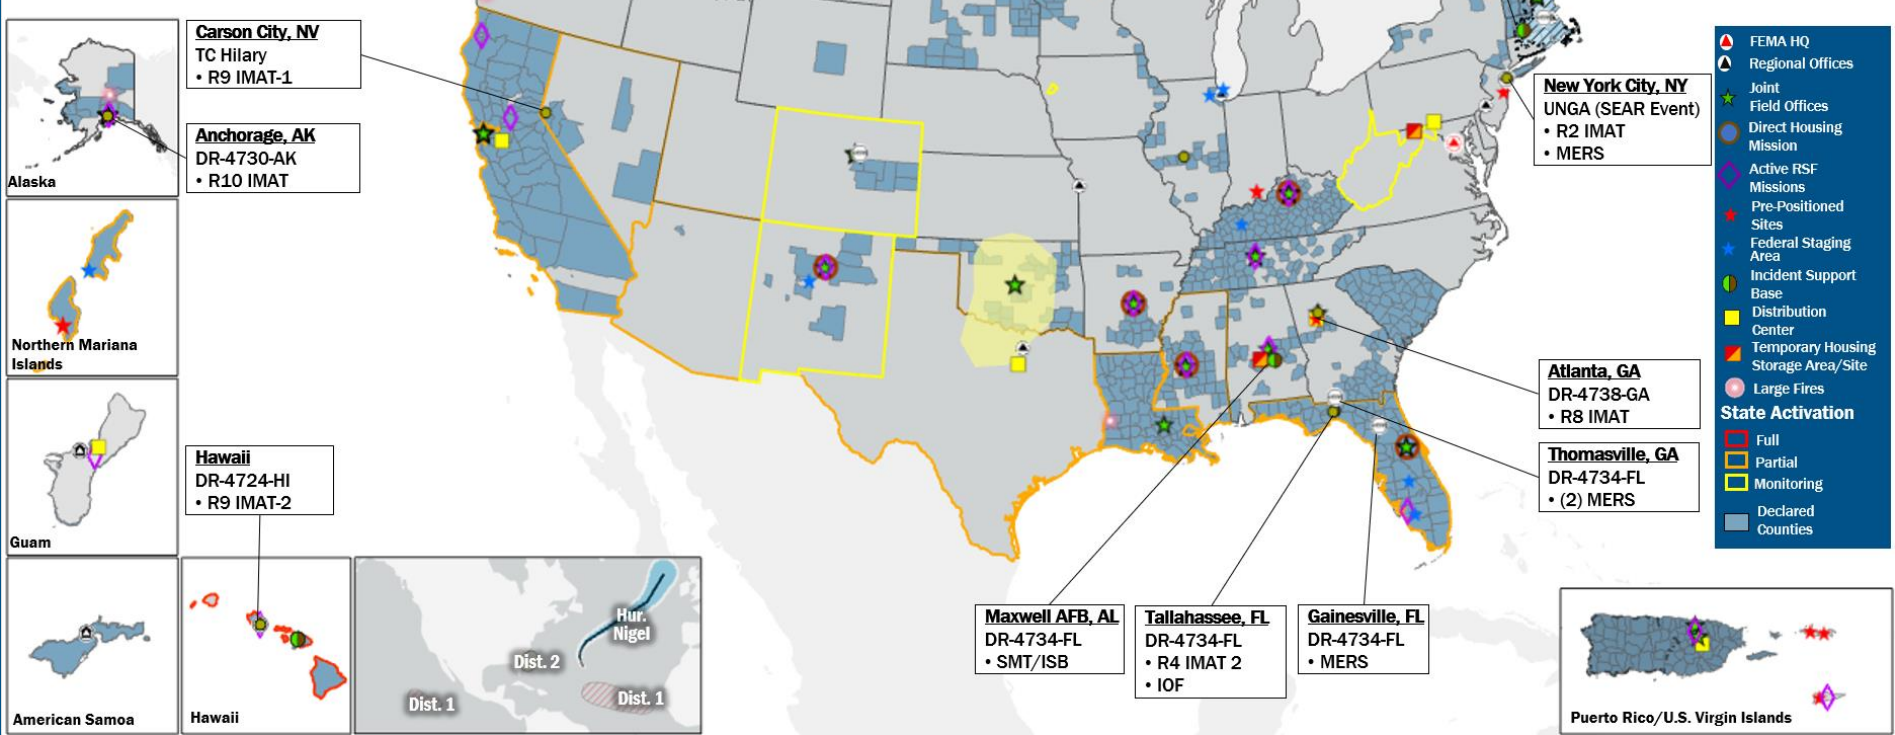 Carson City, NV
TC Hilary
• R9 IMAT-1
Anchorage, AK
DR-4730-AK
• R10 IMAT
Alaska
Northern Mariana
Islands
Guam
Hawaii
DR-4724-HI
• R9 IMAT-2
American Samoa
Hawaii
Hur.
Nigel
Dist. 2
Dist. 1
Dist. 1
New York City, NY
UNGA (SEAR Event)
• R2 IMAT
• MERS
Atlanta, GA
DR-4738-GA
• R8 IMAT
Thomasville, GA
DR-4734-FL
• (2) MERS
Maxwell AFB, AL
DR-4734-FL
• SMT/ISB
Tallahassee, FL
DR-4734-FL
• R4 IMAT 2
• IOF
Gainesville, FL
DR-4734-FL
• MERS
FEMA HQ
Regional Offices
Joint
Field Offices
Direct Housing
Mission
Active RSF
Missions
Pre-Positioned
Sites
Federal Staging
Area
Incident Support
Base
Distribution
Center
Temporary Housing
Storage Area/Site
Large Fires
State Activation
Full
Partial
Monitoring
Declared
Counties
Puerto Rico/U.S. Virgin Islands